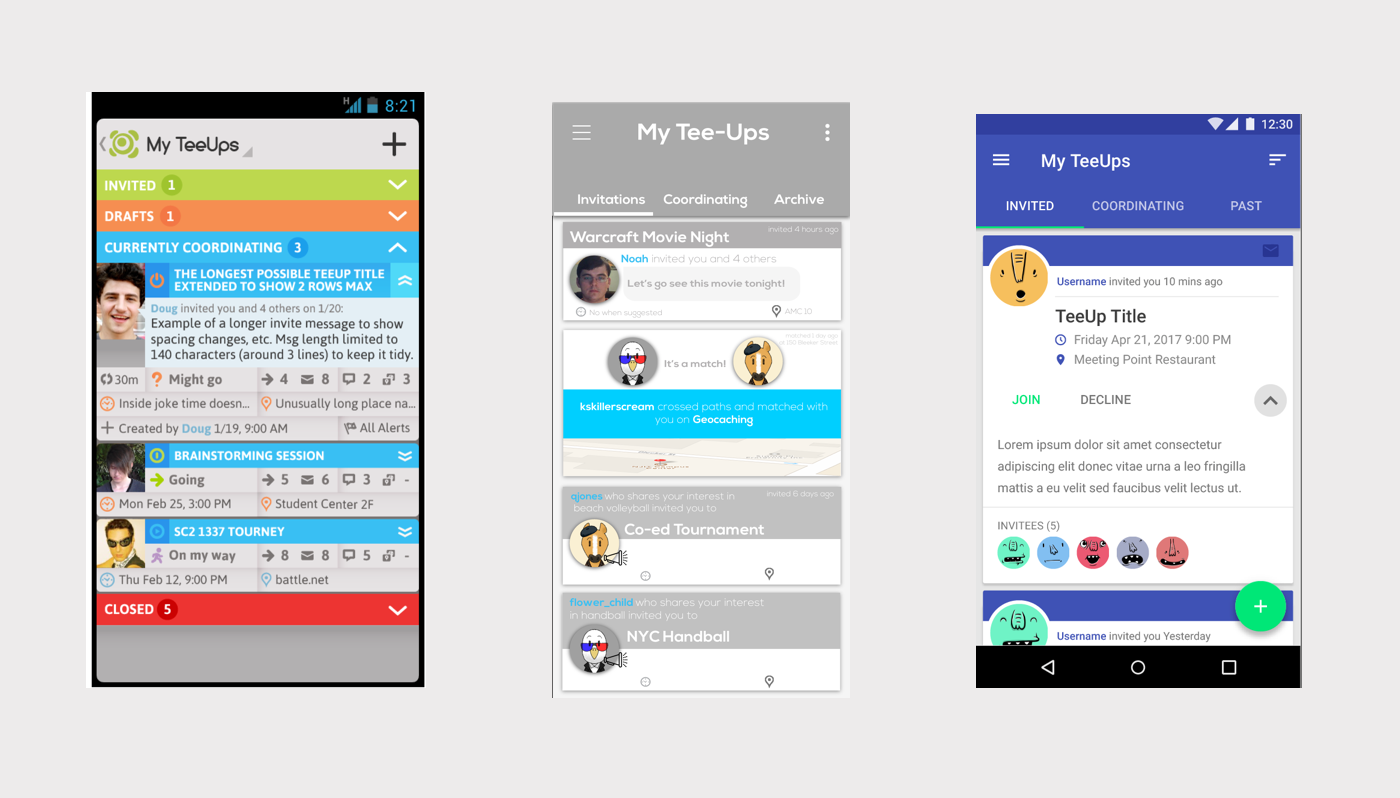 H 8:21
My TeeUps
INVITED 1
DRAFTS 1
CURRENTLY COORDINATING 3
THE LONGEST POSSIBLE TEEUP TITLE
EXTENDED TO SHOW 2 ROWS MAX
Doug invited you and 4 others on 1/20:
Example of a longer invite message to show
spacing changes, etc. Msg length limited to
140 characters (around 3 lines) to keep it tidy.
30m ? Might go 4 8 2 3
Inside joke time doesn... Unusually long place na...
Created by Doug 1/19, 9:00 AM All Alerts
BRAINSTORMING SESSION
Going 5 6 3 -
Mon Feb 25, 3:00 PM Student Center 2F
SC2 1337 TOURNEY
On my way 8 8 5 -
Thu Feb 12, 9:00 PM battle.net
CLOSED 5
My Tee-Ups
Invitations Coordinating Archive
invited 4 hours ago
Warcraft Movie Night
Noah invited you and 4 others
Let's go see this movie tonight!
No when suggested AMC 10
matched 1 day ago
It's a match!
kskillerscream crossed paths and matched with
you on Geocaching
qjones who shares your interest in invited 6 days ago
beach volleyball invited you to
Co-ed Tournament
flower_child who shares your interest
in handball invited you to
NYC Handball
12:30
My TeeUps
INVITED COORDINATING PAST
Username invited you 10 mins ago
TeeUp Title
Friday Apr 21, 2017 9:00 PM
Meeting Point Restaurant
JOIN DECLINE
Lorem ipsum dolor sit amet consectetur
adipiscing elit donec vitae urna a leo fringilla
mattis a eu velit sed faucibus velit lectus ut.
INVITEES (5)
+
Username invited you Yesterday